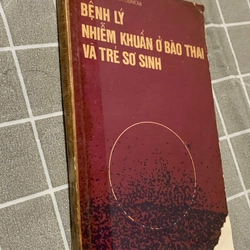 BỆNH LÝ
NHIỄM KHUẨN Ở BÀO THAI
VÀ TRẺ SƠ SINH